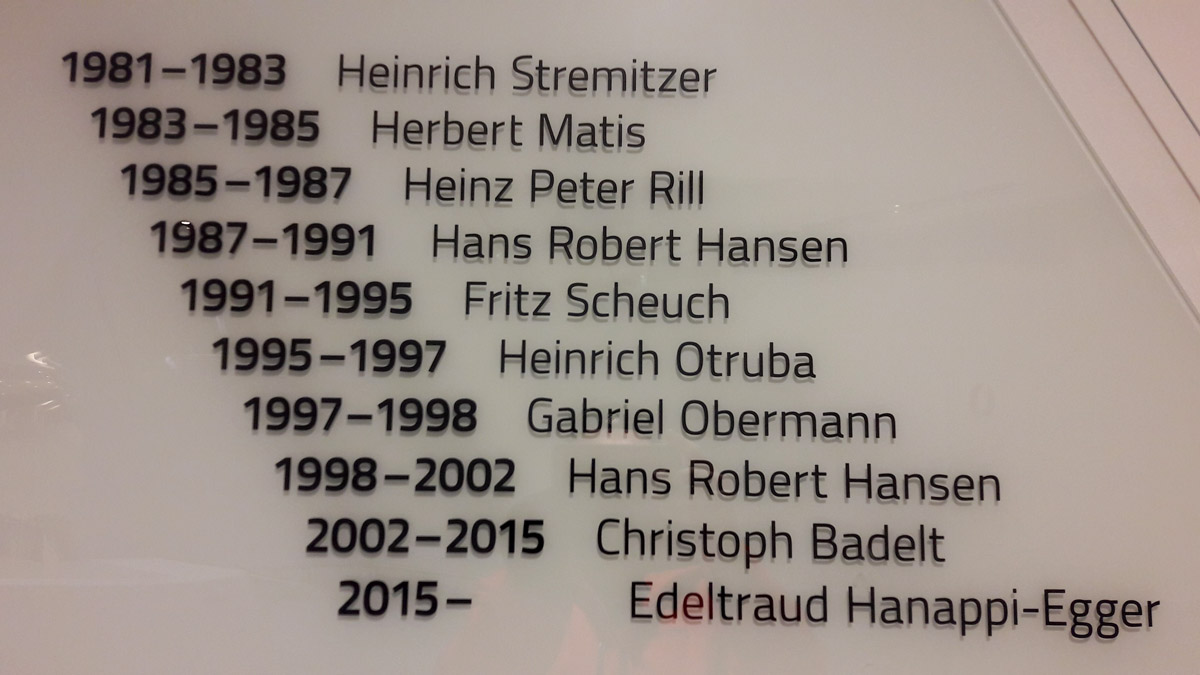 1981–1983 Heinrich Stremitzer
1983–1985 Herbert Matis
1985–1987 Heinz Peter Rill
1987–1991 Hans Robert Hansen
1991–1995 Fritz Scheuch
1995–1997 Heinrich Otruba
1997–1998 Gabriel Obermann
1998–2002 Hans Robert Hansen
2002–2015 Christoph Badelt
2015– Edeltraud Hanappi-Egger